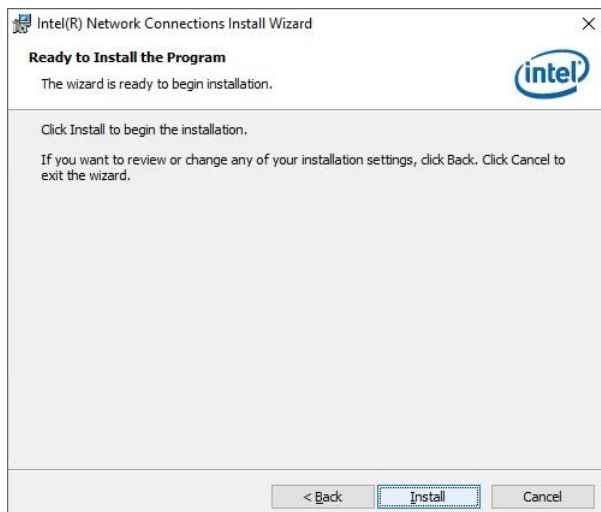 Intel(R) Network Connections Install Wizard
Ready to Install the Program
The wizard is ready to begin installation.
intel
Click Install to begin the installation.
If you want to review or change any of your installation settings, click Back. Click Cancel to
exit the wizard.
< Back
Install
Cancel